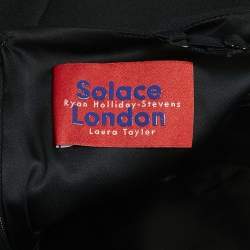 Solace
Ryan Holliday-Stevens
London
Laura Taylor